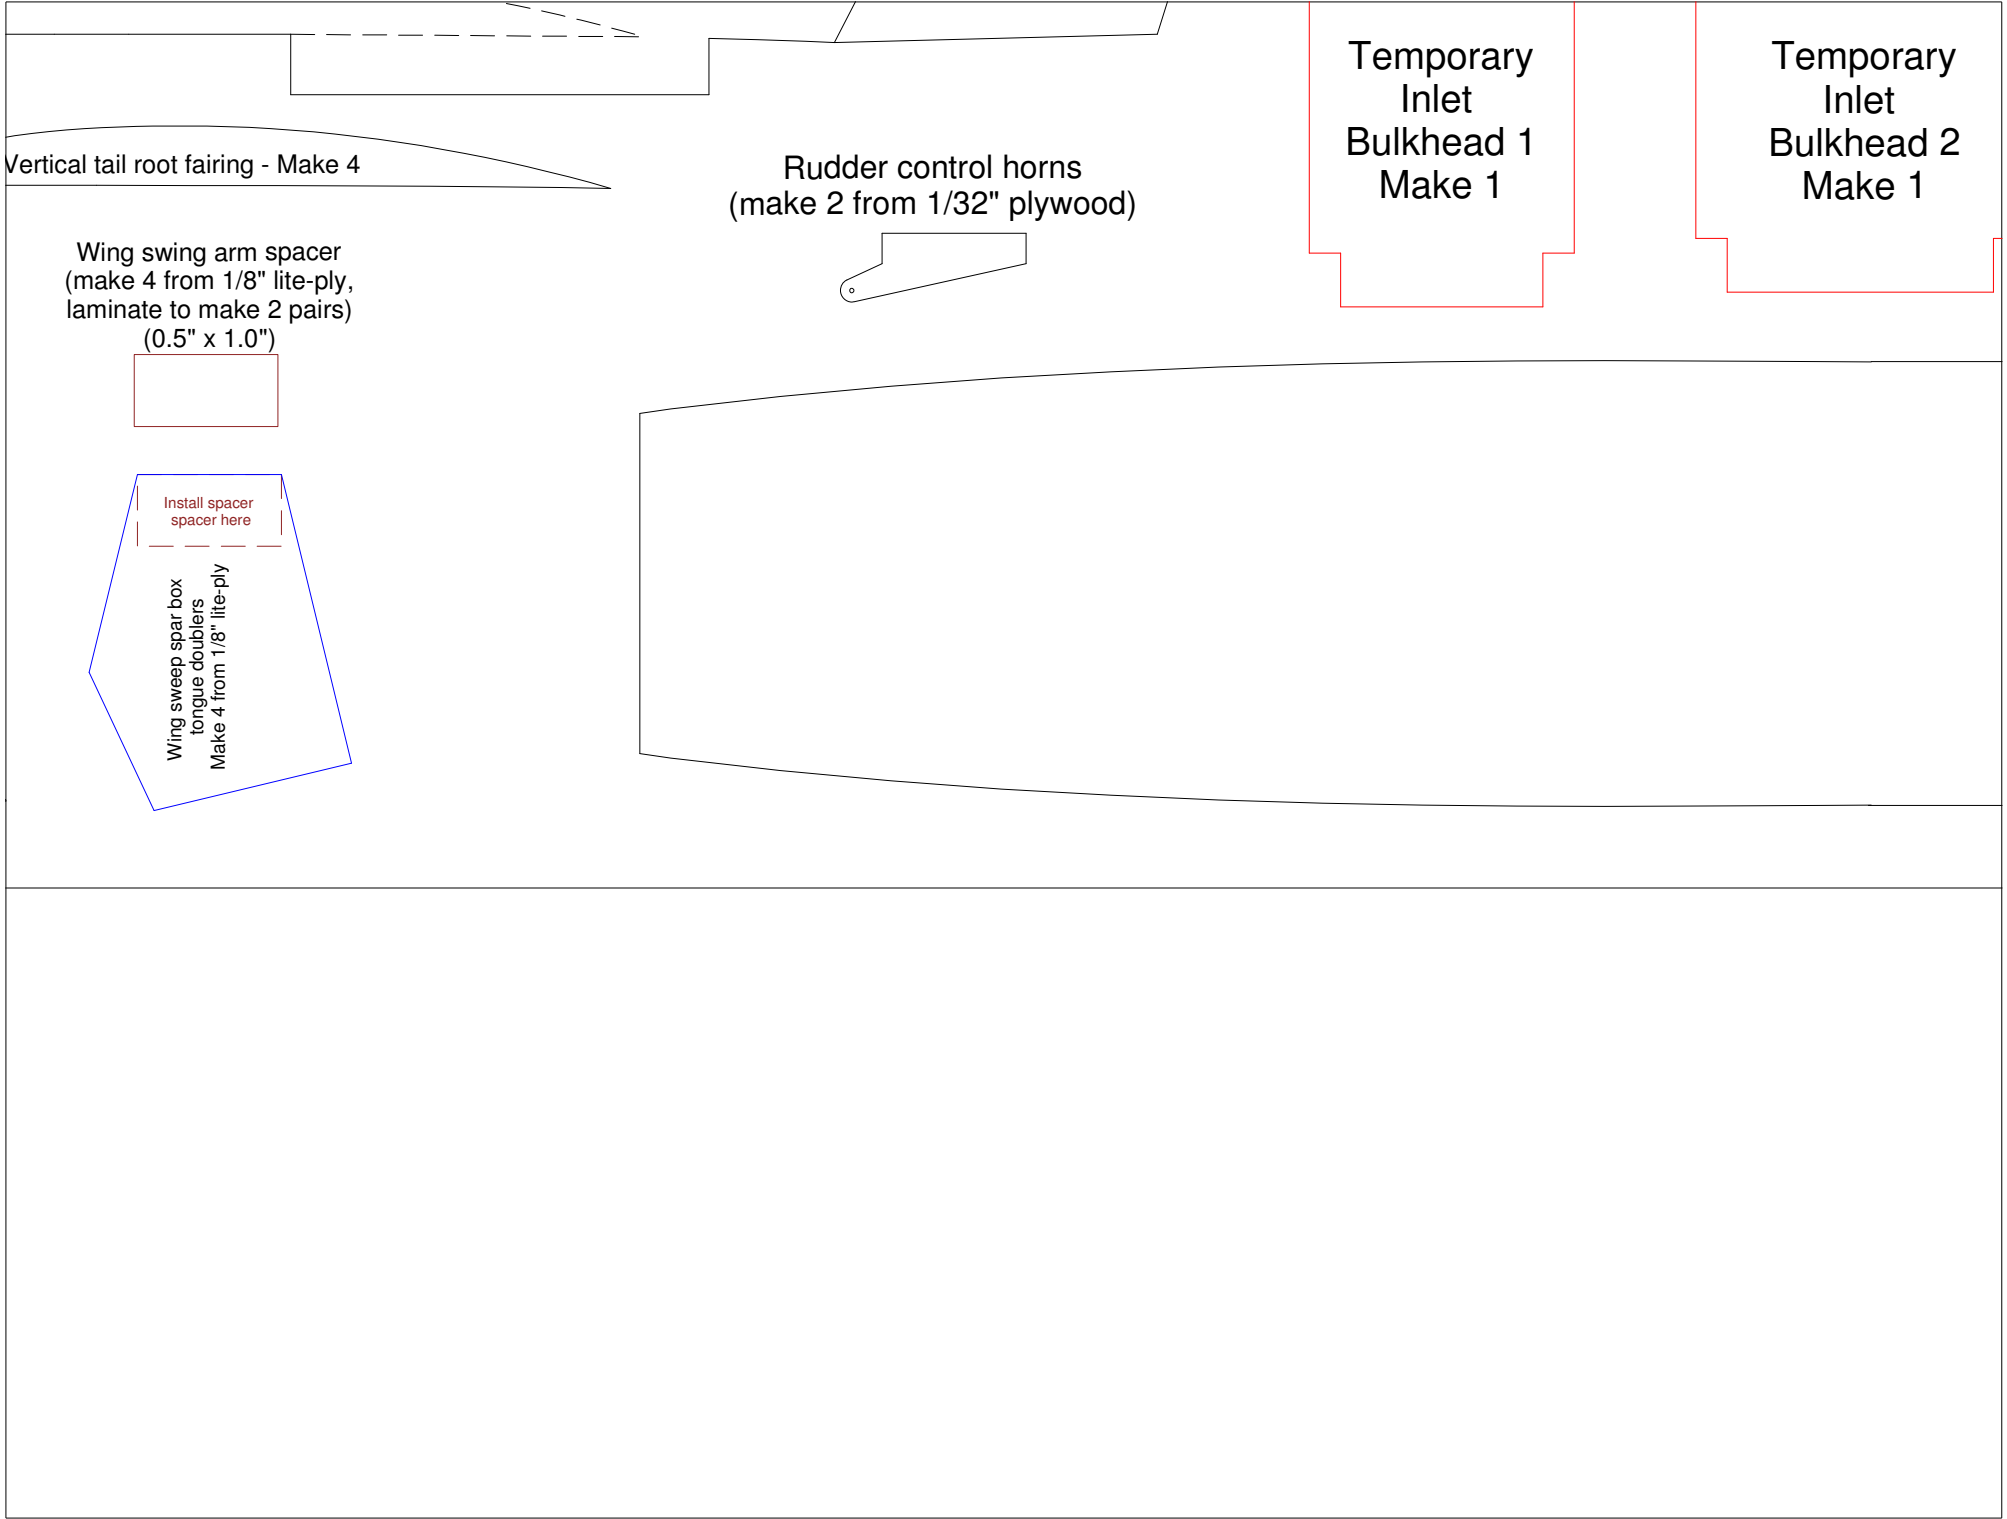 Temporary
Inlet
Bulkhead 1
Make 1
Temporary
Inlet
Bulkhead 2
Make 1
Vertical tail root fairing - Make 4
Rudder control horns
(make 2 from 1/32" plywood)
Wing swing arm spacer
(make 4 from 1/8" lite-ply,
laminate to make 2 pairs)
(0.5" x 1.0")
Install spacer
spacer here
Wing sweep spar box
tongue doublers
Make 4 from 1/8" lite-ply